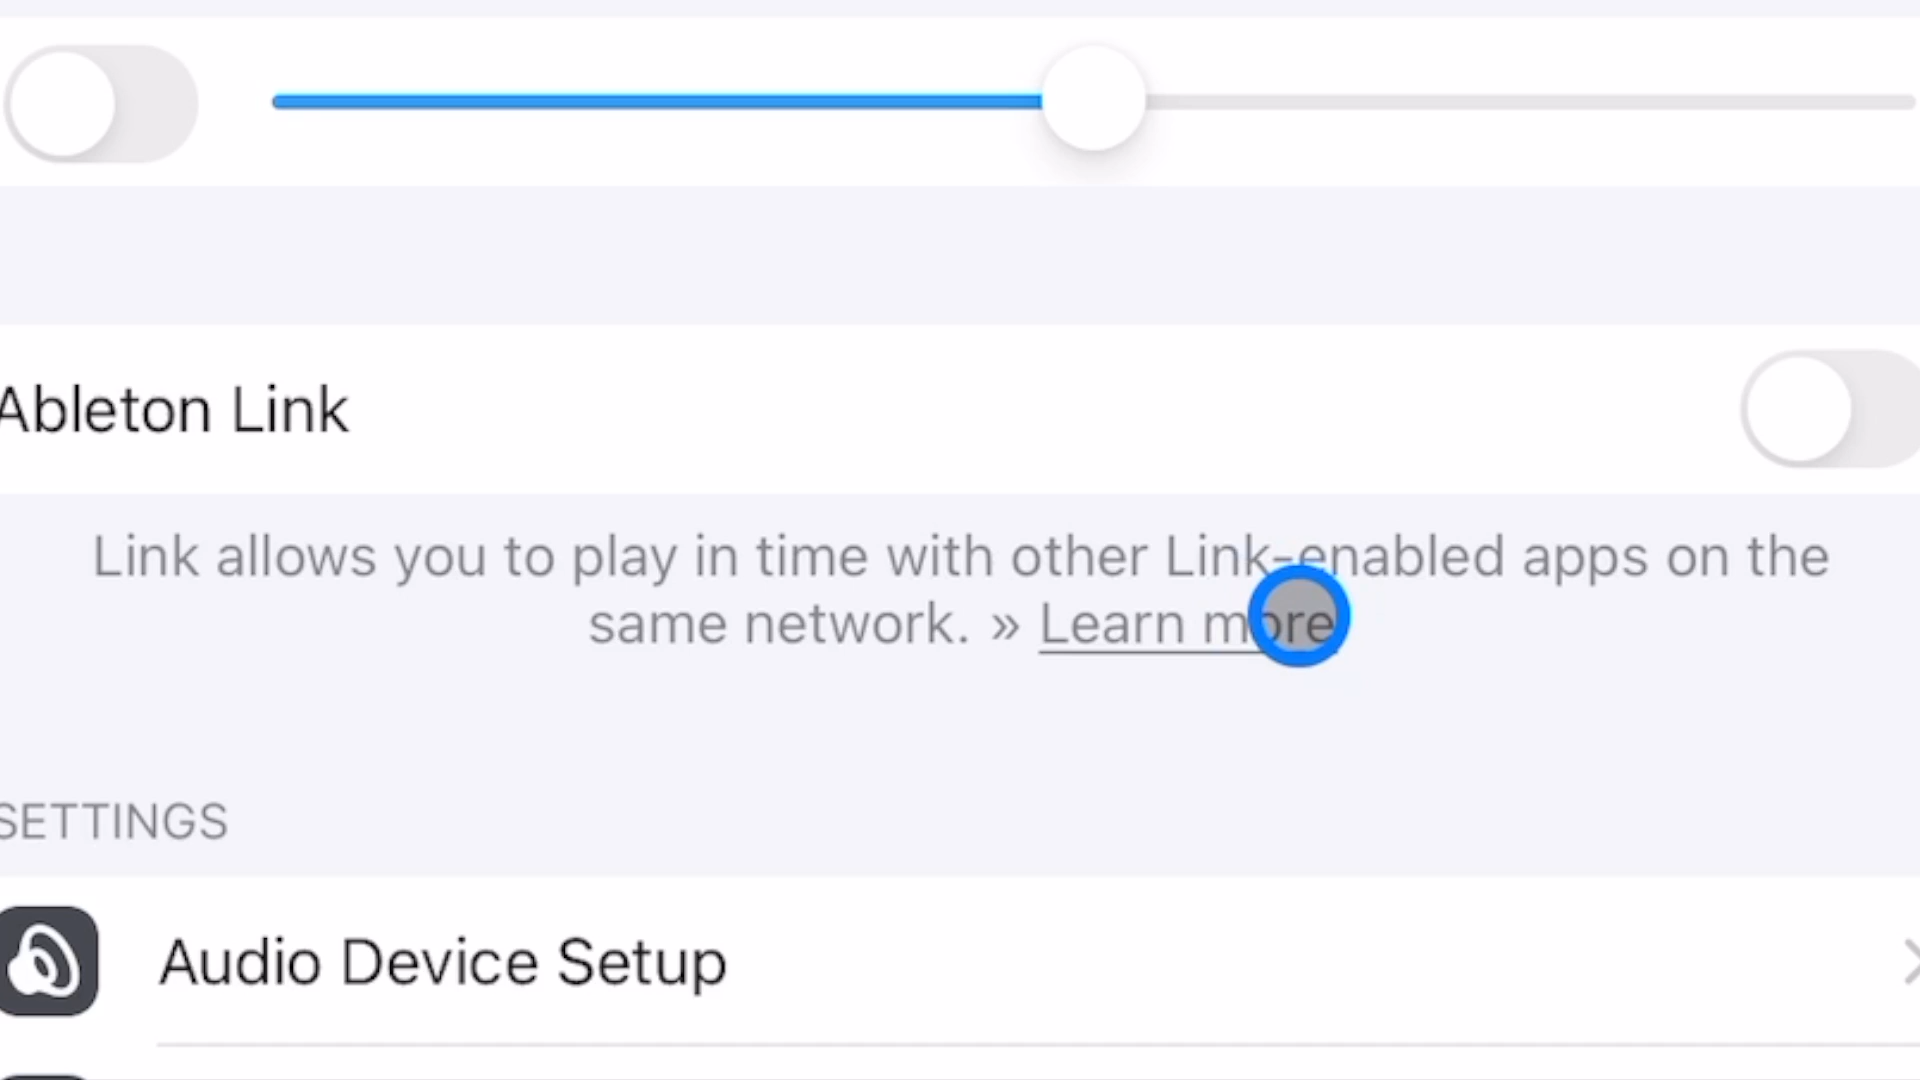 Ableton Link
Link allows you to play in time with other Link-enabled apps on the
same network. » Learn more
SETTINGS
Audio Device Setup